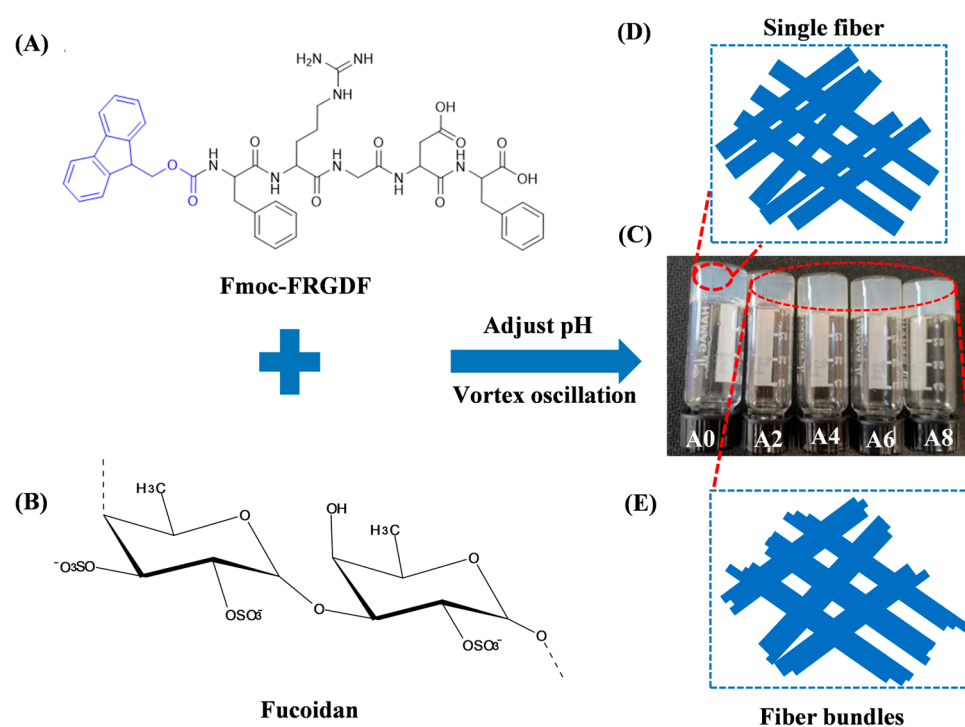 (A)
H₂N
NH
NH
OH
O
O
O
O
H
N
N
H
H
N
N
H
H
N
OH
O
O
O
O
O
Fmoc-FRGDF
Adjust pH
Vortex oscillation
(B)
H₃C
O
⁻O3SO
OSO3⁻
O
OH
H₃C
O
OSO3⁻
O
Fucoidan
(D)
Single fiber
(C)
DAMAH
A0
A2
A4
A6
A8
(E)
Fiber bundles